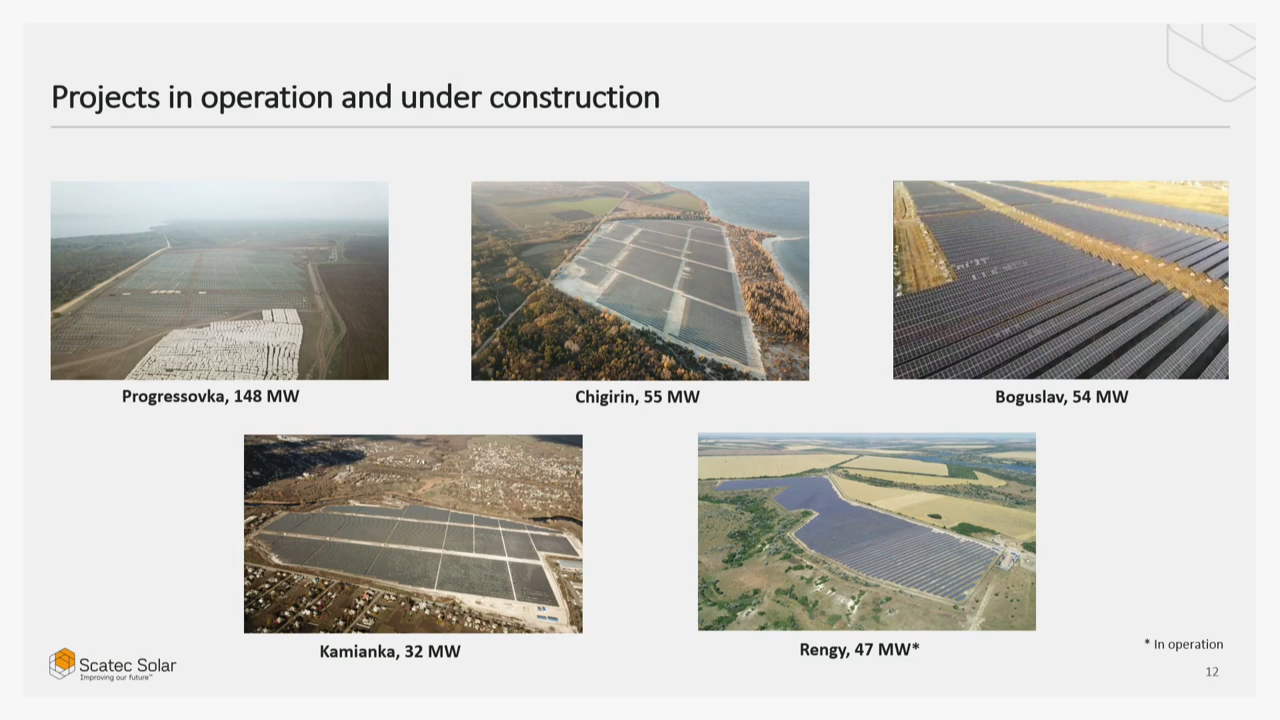 Projects in operation and under construction
Progressovka, 148 MW
Chigirin, 55 MW
Boguslav, 54 MW
Kamianka, 32 MW
Rengy, 47 MW*
* In operation
Scatec Solar
Improving our future™
12